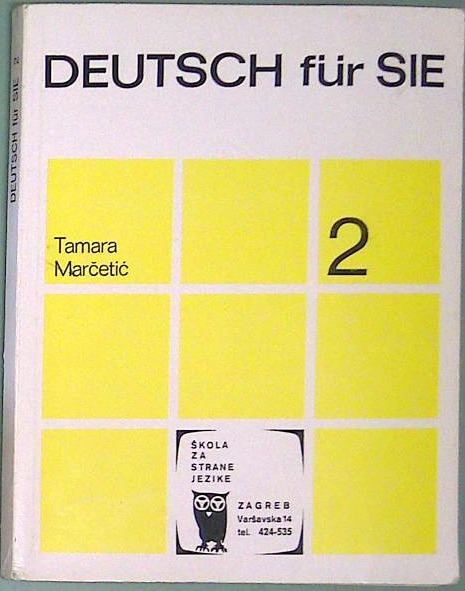 DEUTSCH für SIE 2
DEUTSCH für SIE
Tamara
Marčetić
2
ŠKOLA
ZA
STRANE
JEZIKE
ZAGREB
Varšavska 14
tel. 424-535